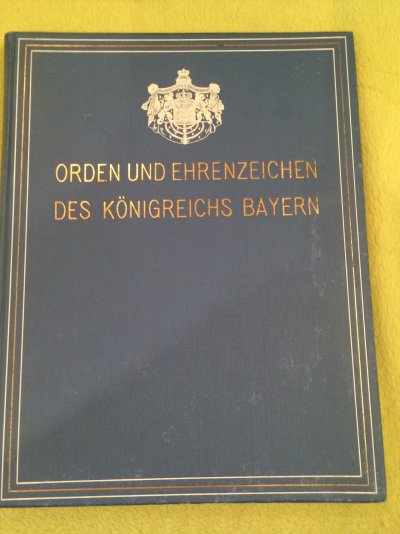 ORDEN UND EHRENZEICHEN
DES KÖNIGREICHS BAYERN